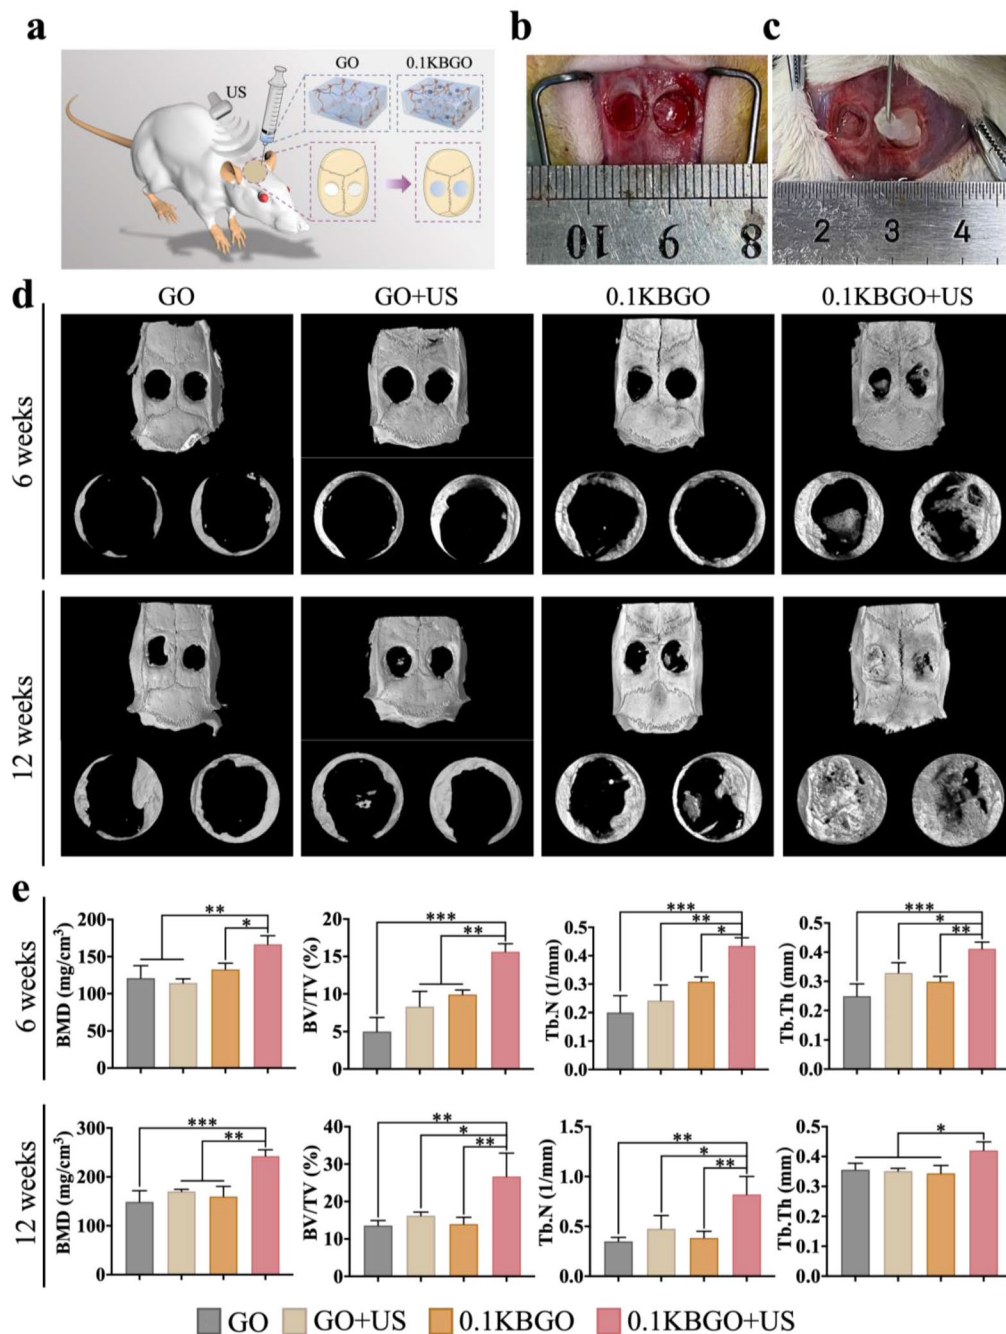 a
b
c
US
GO
0.1KBGO
10 9 8
2 3 4
d
GO GO+US 0.1KBGO 0.1KBGO+US
6 weeks
12 weeks
e
6 weeks
BMD (mg/cm³)
200
150
100
50
0
**
*
BV/TV (%)
20
15
10
5
0
***
**
Tb.N (1/mm)
0.5
0.4
0.3
0.2
0.1
0.0
***
**
*
Tb.Th (mm)
0.5
0.4
0.3
0.2
0.1
0.0
***
*
**
12 weeks
BMD (mg/cm³)
300
200
100
0
***
**
BV/TV (%)
40
30
20
10
0
**
*
**
Tb.N (1/mm)
1.5
1.0
0.5
0.0
**
*
**
Tb.Th (mm)
0.5
0.4
0.3
0.2
0.1
0.0
*
GO GO+US 0.1KBGO 0.1KBGO+US